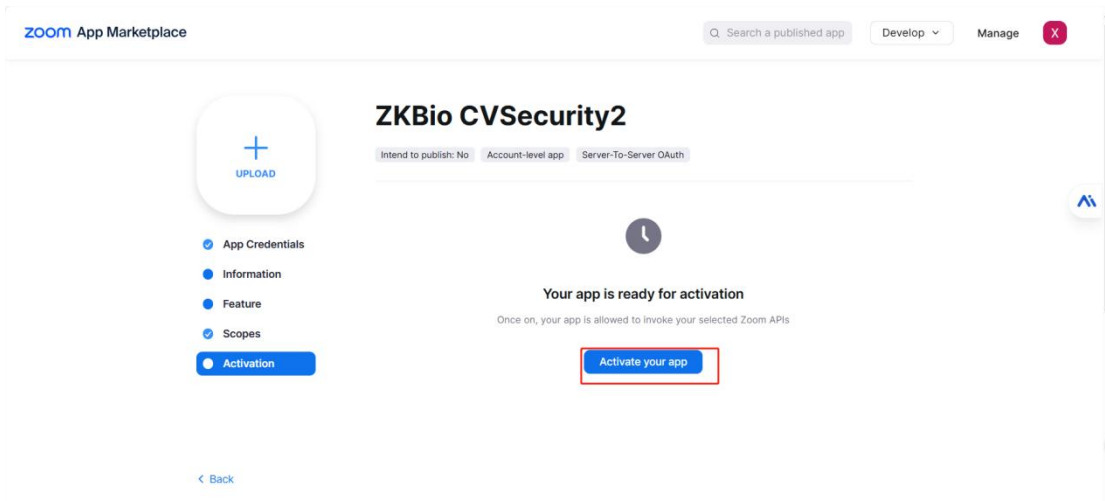 zoom App Marketplace
Search a published app
Develop
Manage
X
ZKBio CVSecurity2
Intend to publish: No
Account-level app
Server-To-Server OAuth
UPLOAD
App Credentials
Information
Feature
Scopes
Activation
Your app is ready for activation
Once on, your app is allowed to invoke your selected Zoom APIs
Activate your app
Back